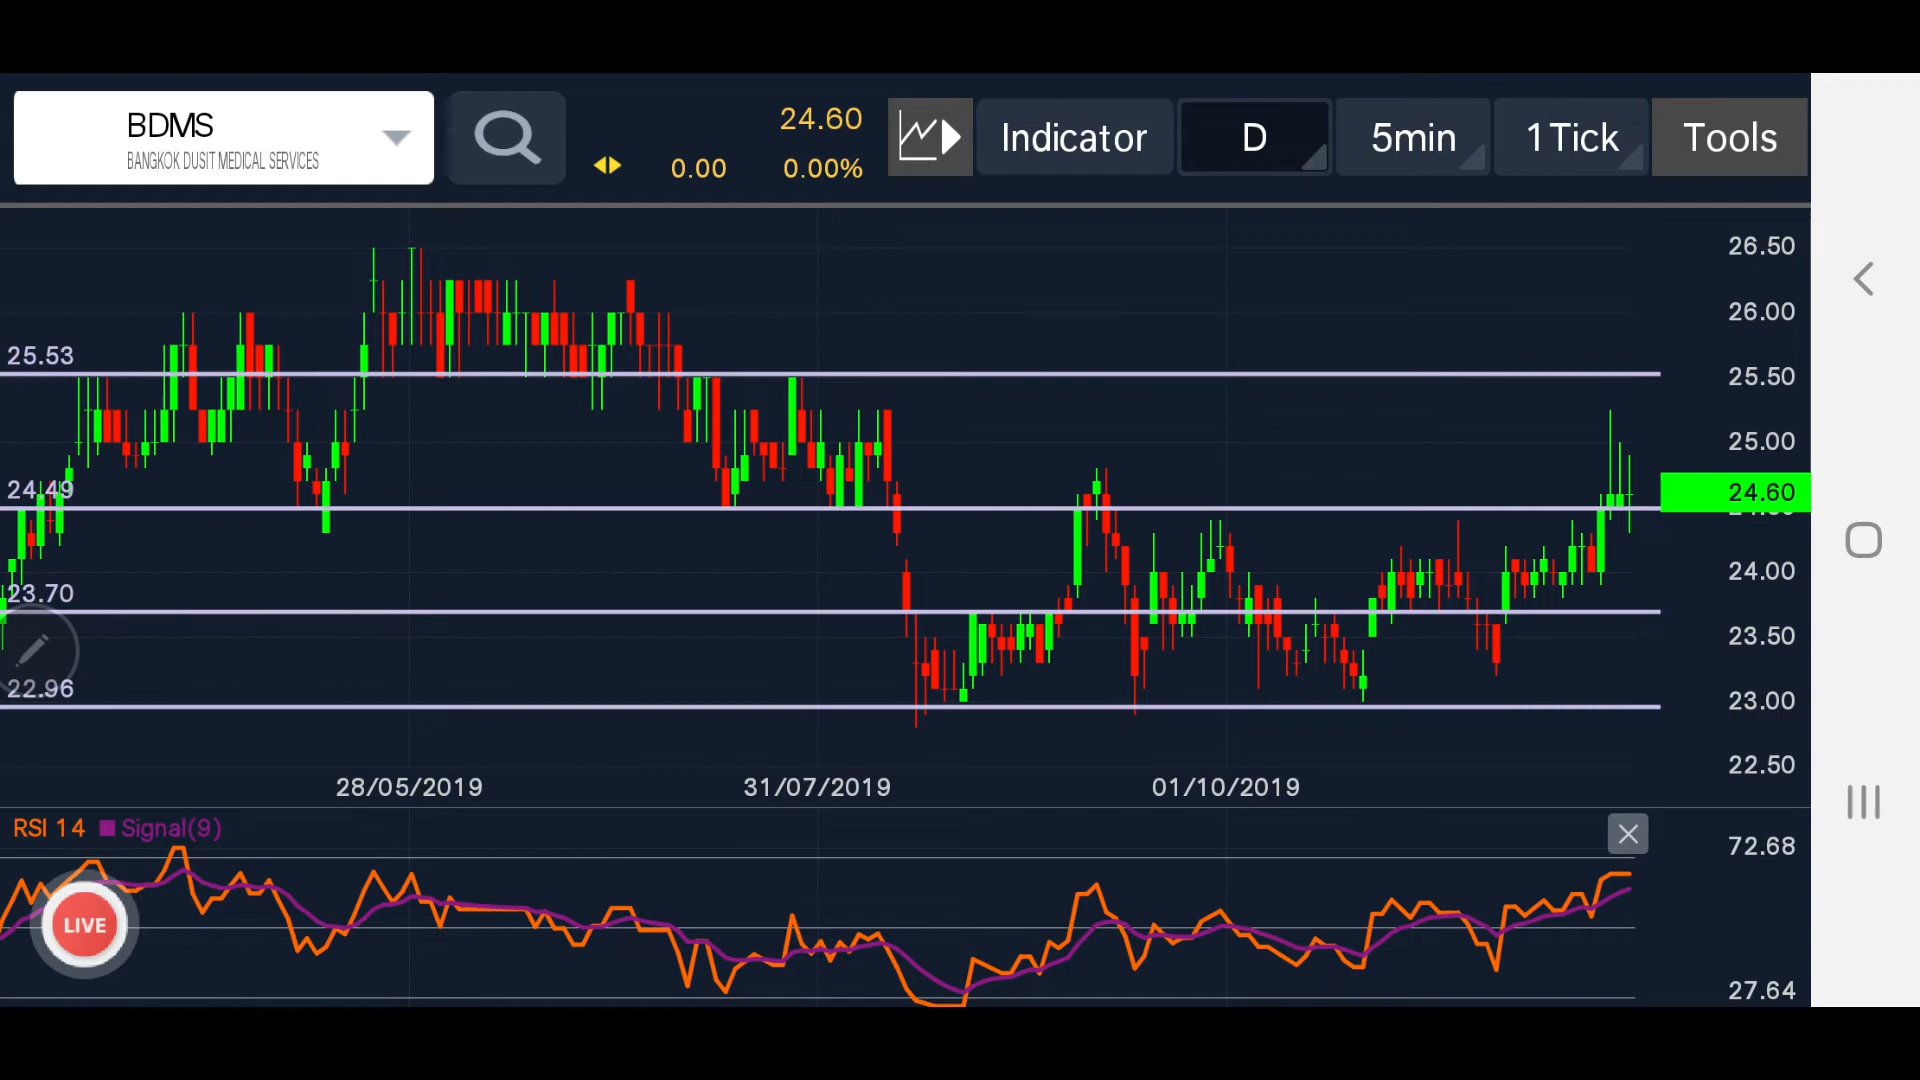 BDMS
BANGKOK DUSIT MEDICAL SERVICES
24.60
0.00 0.00%
Indicator
D
5min
1Tick
Tools
26.50
26.00
25.53
25.50
25.00
24.49
24.60
24.00
23.70
23.50
22.96
23.00
22.50
28/05/2019 31/07/2019 01/10/2019
RSI 14 Signal(9)
72.68
LIVE
27.64